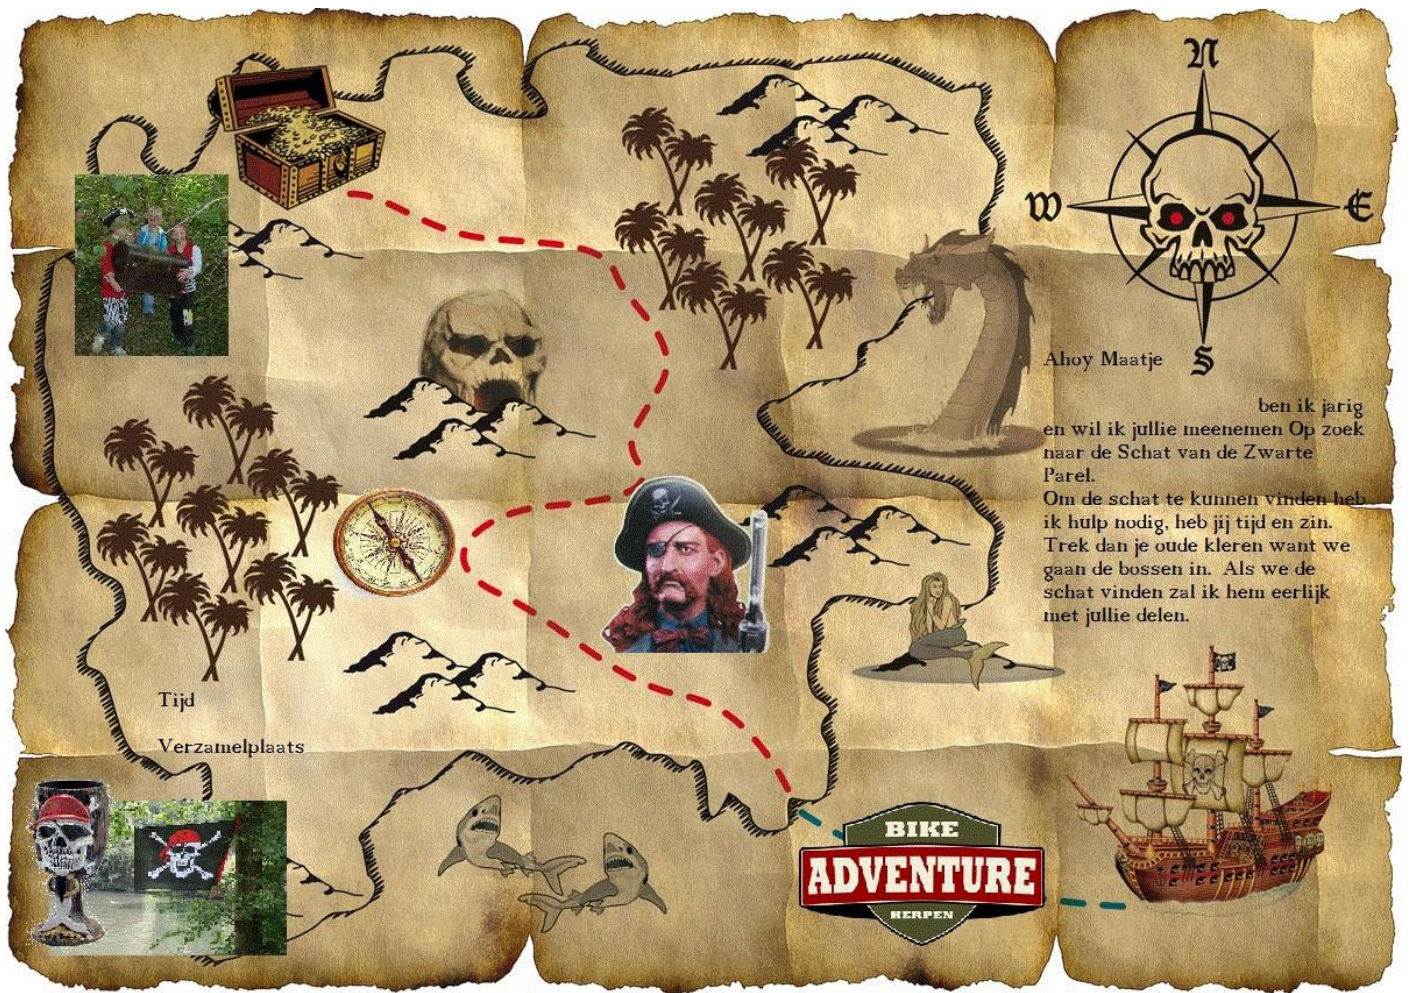 N
W
E
S
Ahoy Maatje
ben ik jarig
en wil ik jullie meenemen Op zoek
naar de Schat van de Zwarte
Parel.
Om de schat te kunnen vinden heb
ik hulp nodig, heb jij tijd en zin.
Trek dan je oude kleren want we
gaan de bossen in. Als we de
schat vinden zal ik hem eerlijk
met jullie delen.
Tijd
Verzamelplaats
BIKE
ADVENTURE
HERPEN